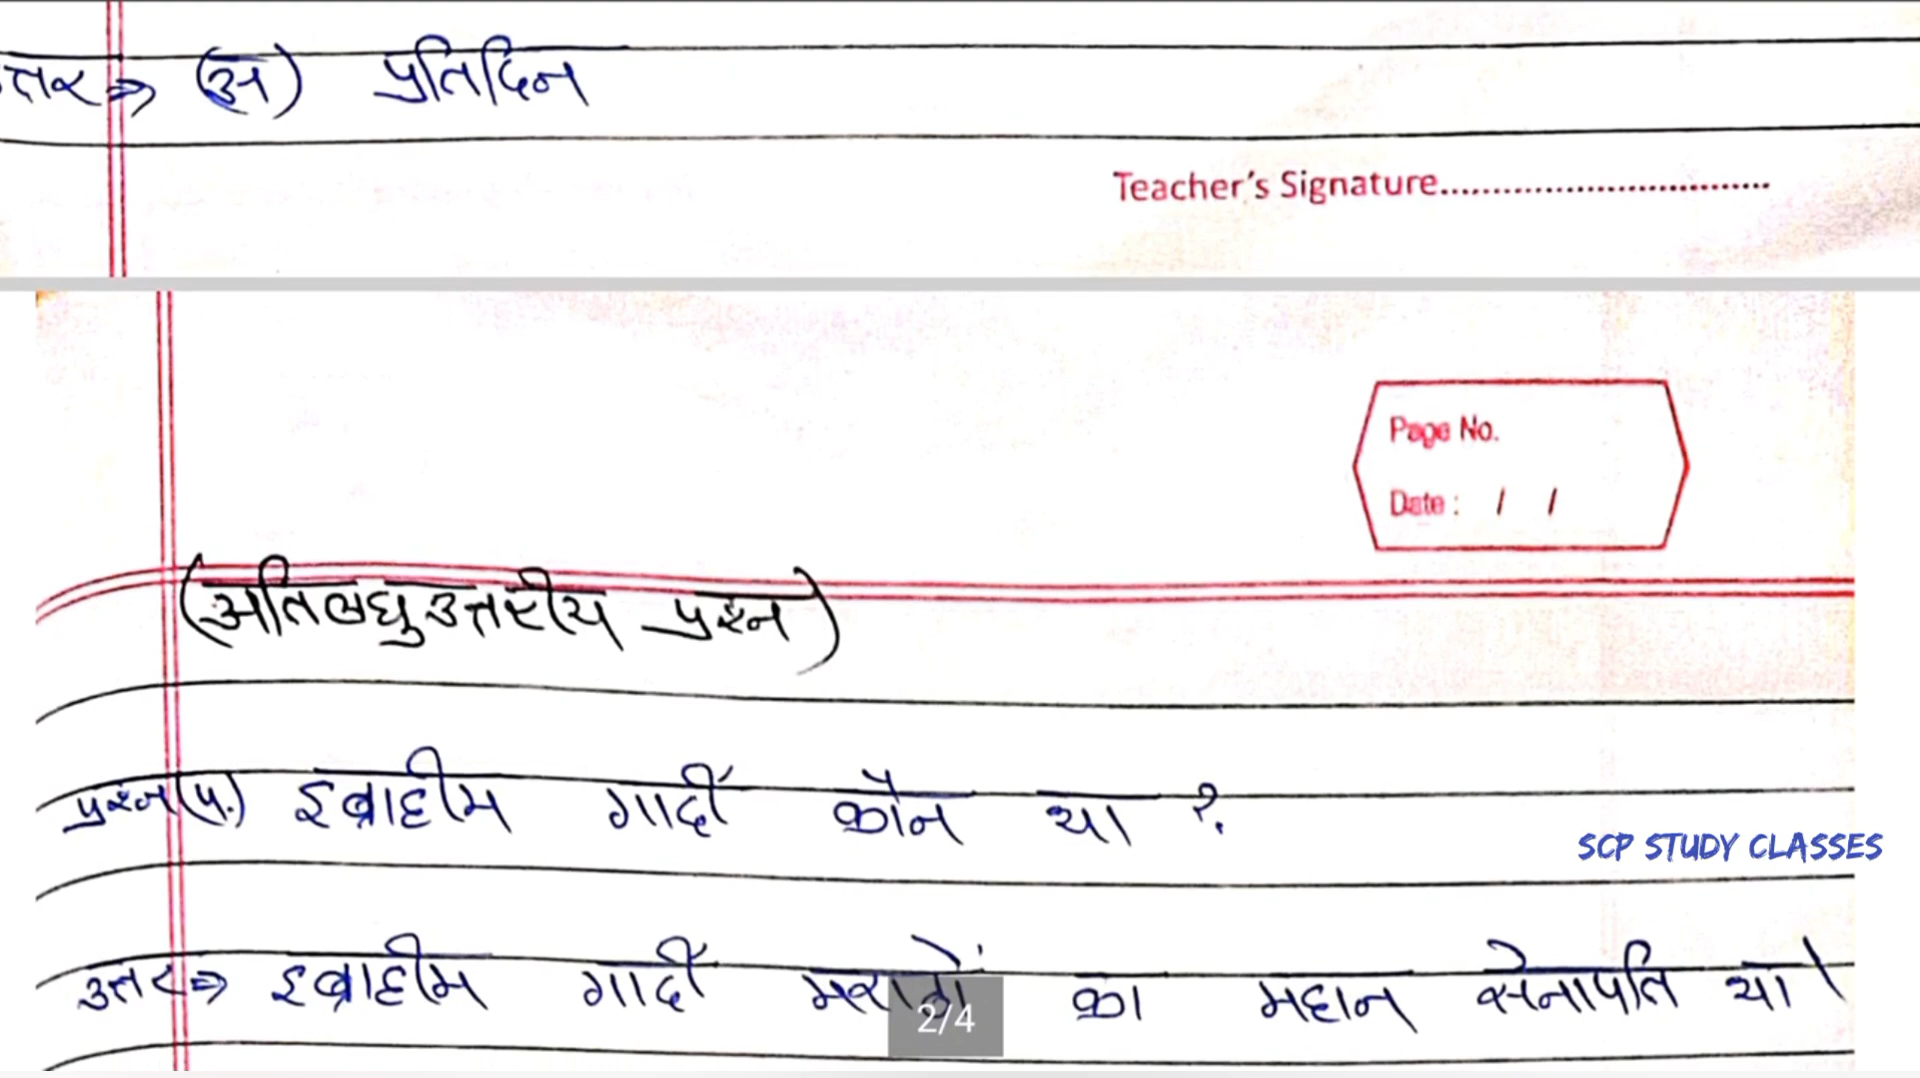 त्तर⇒ (अ) प्रतिदिन
Teacher's Signature................................
Page No.
Date : / /
(अतिलघु उत्तरीय प्रश्न)
प्रश्न(प.) इब्राहीम गार्दी कौन था ?
SCP STUDY CLASSES
उत्तर⇒ इब्राहीम गार्दी मराठों का महान सेनापति था।
2/4